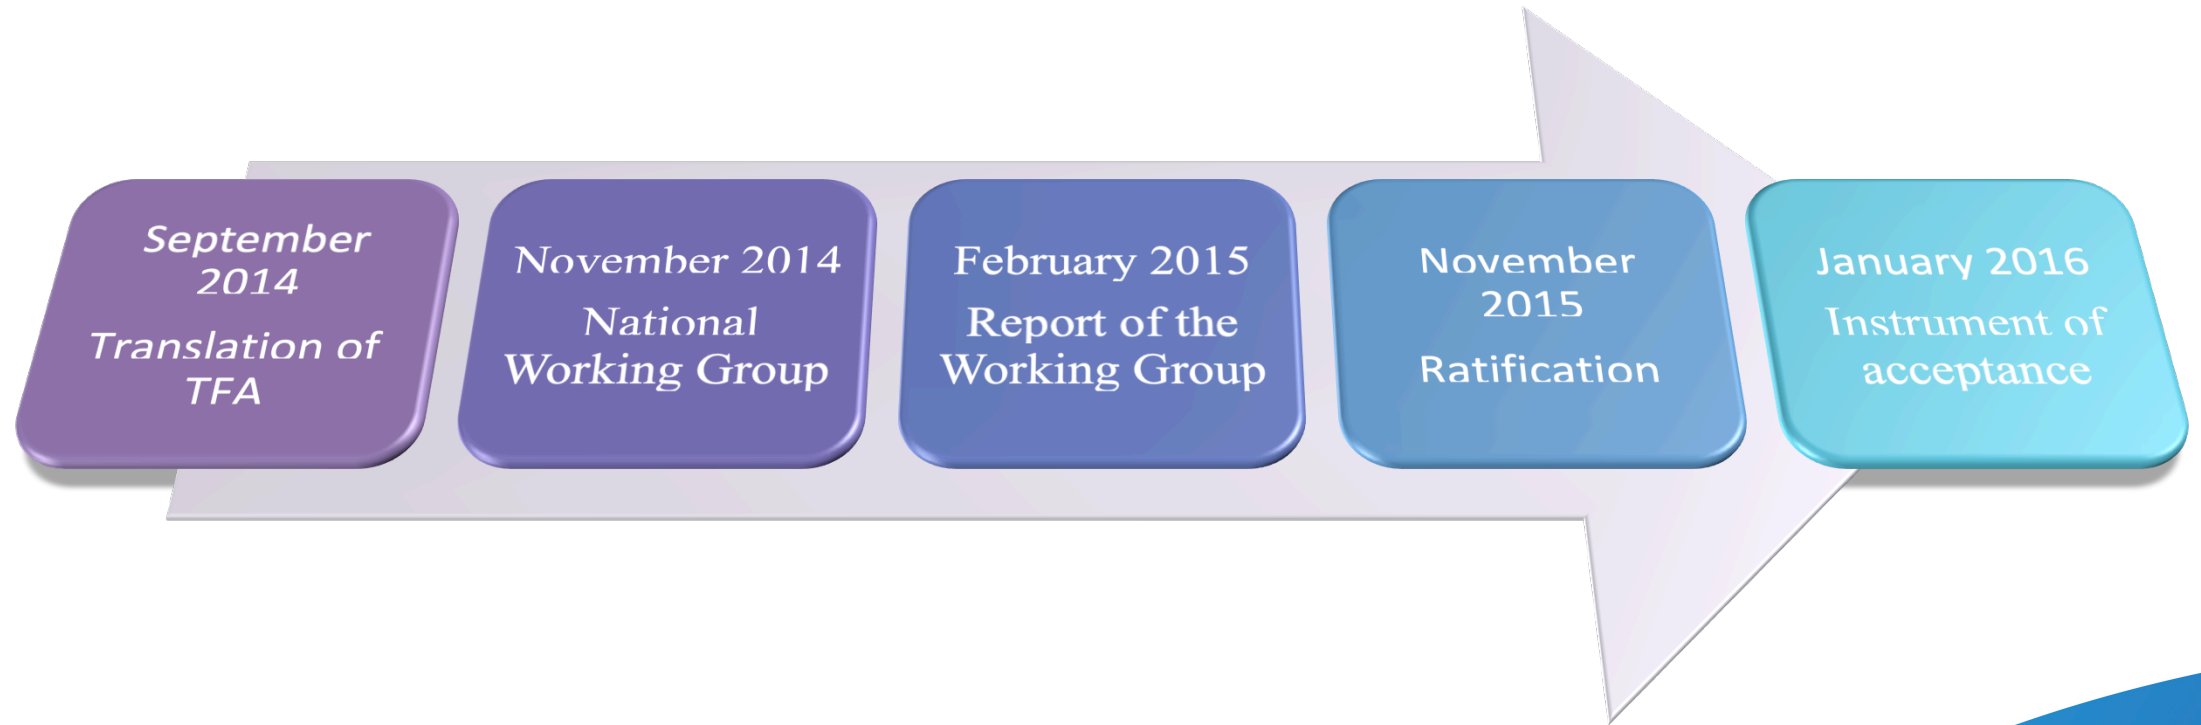 September
2014
Translation of
TFA
November 2014
National
Working Group
February 2015
Report of the
Working Group
November
2015
Ratification
January 2016
Instrument of
acceptance